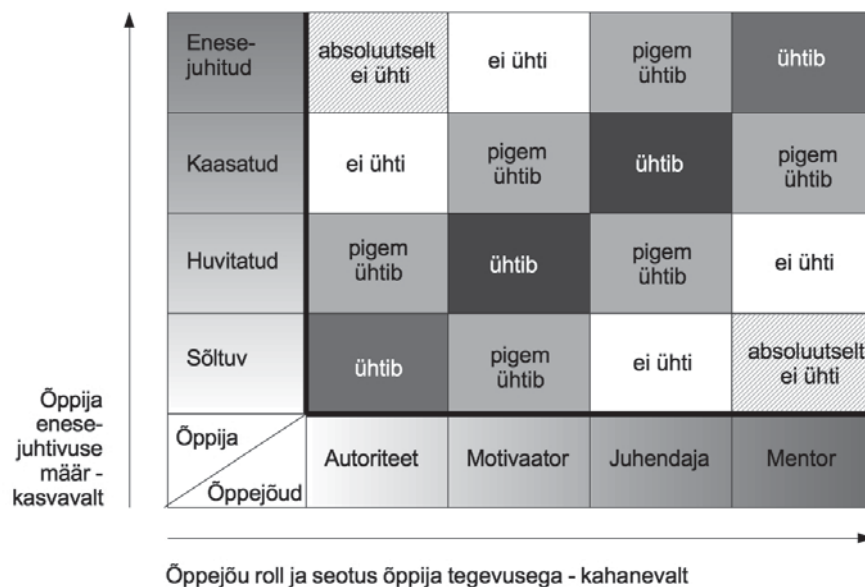 Enese-
juhitud
absoluutselt
ei ühti
ei ühti
pigem
ühtib
ühtib
Kaasatud
ei ühti
pigem
ühtib
ühtib
pigem
ühtib
Huvitatud
pigem
ühtib
ühtib
pigem
ühtib
ei ühti
Sõltuv
ühtib
pigem
ühtib
ei ühti
absoluutselt
ei ühti
Õppija
enese-
juhtivuse
määr -
kasvavalt
Õppija
Õppejõud
Autoriteet
Motivaator
Juhendaja
Mentor
Õppejõu roll ja seotus õppija tegevusega - kahanevalt